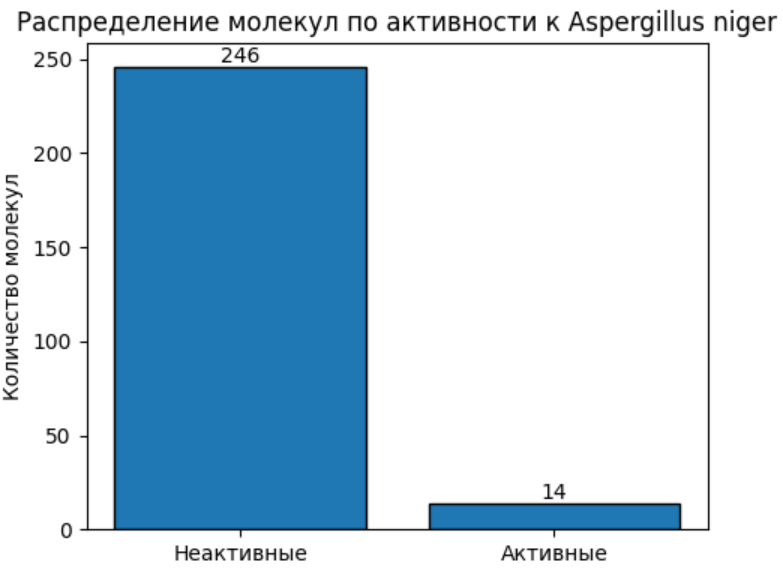 Распределение молекул по активности к Aspergillus niger
Количество молекул
250
200
150
100
50
0
246
14
Неактивные
Активные